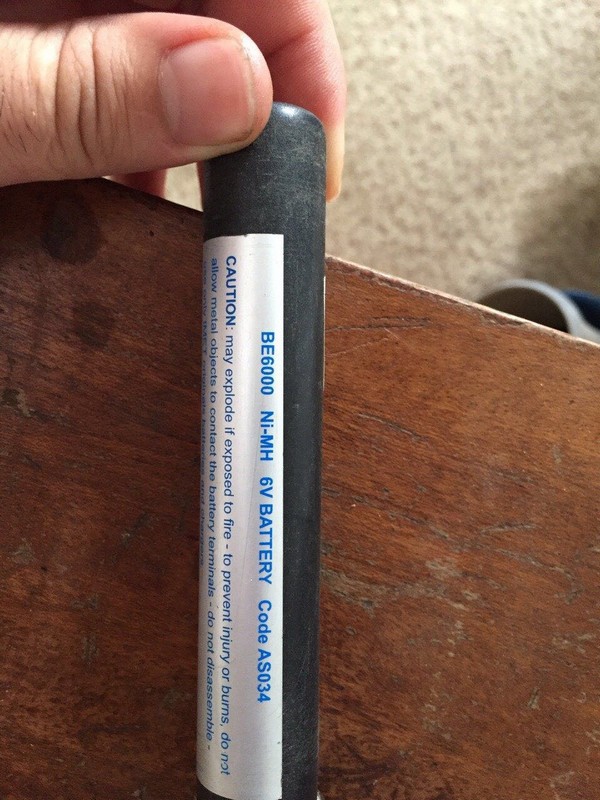 BE6000 Ni-MH 6V BATTERY Code AS034
CAUTION: may explode if exposed to fire - to prevent injury or burns, do not
allow metal objects to contact the battery terminals - do not disassemble -